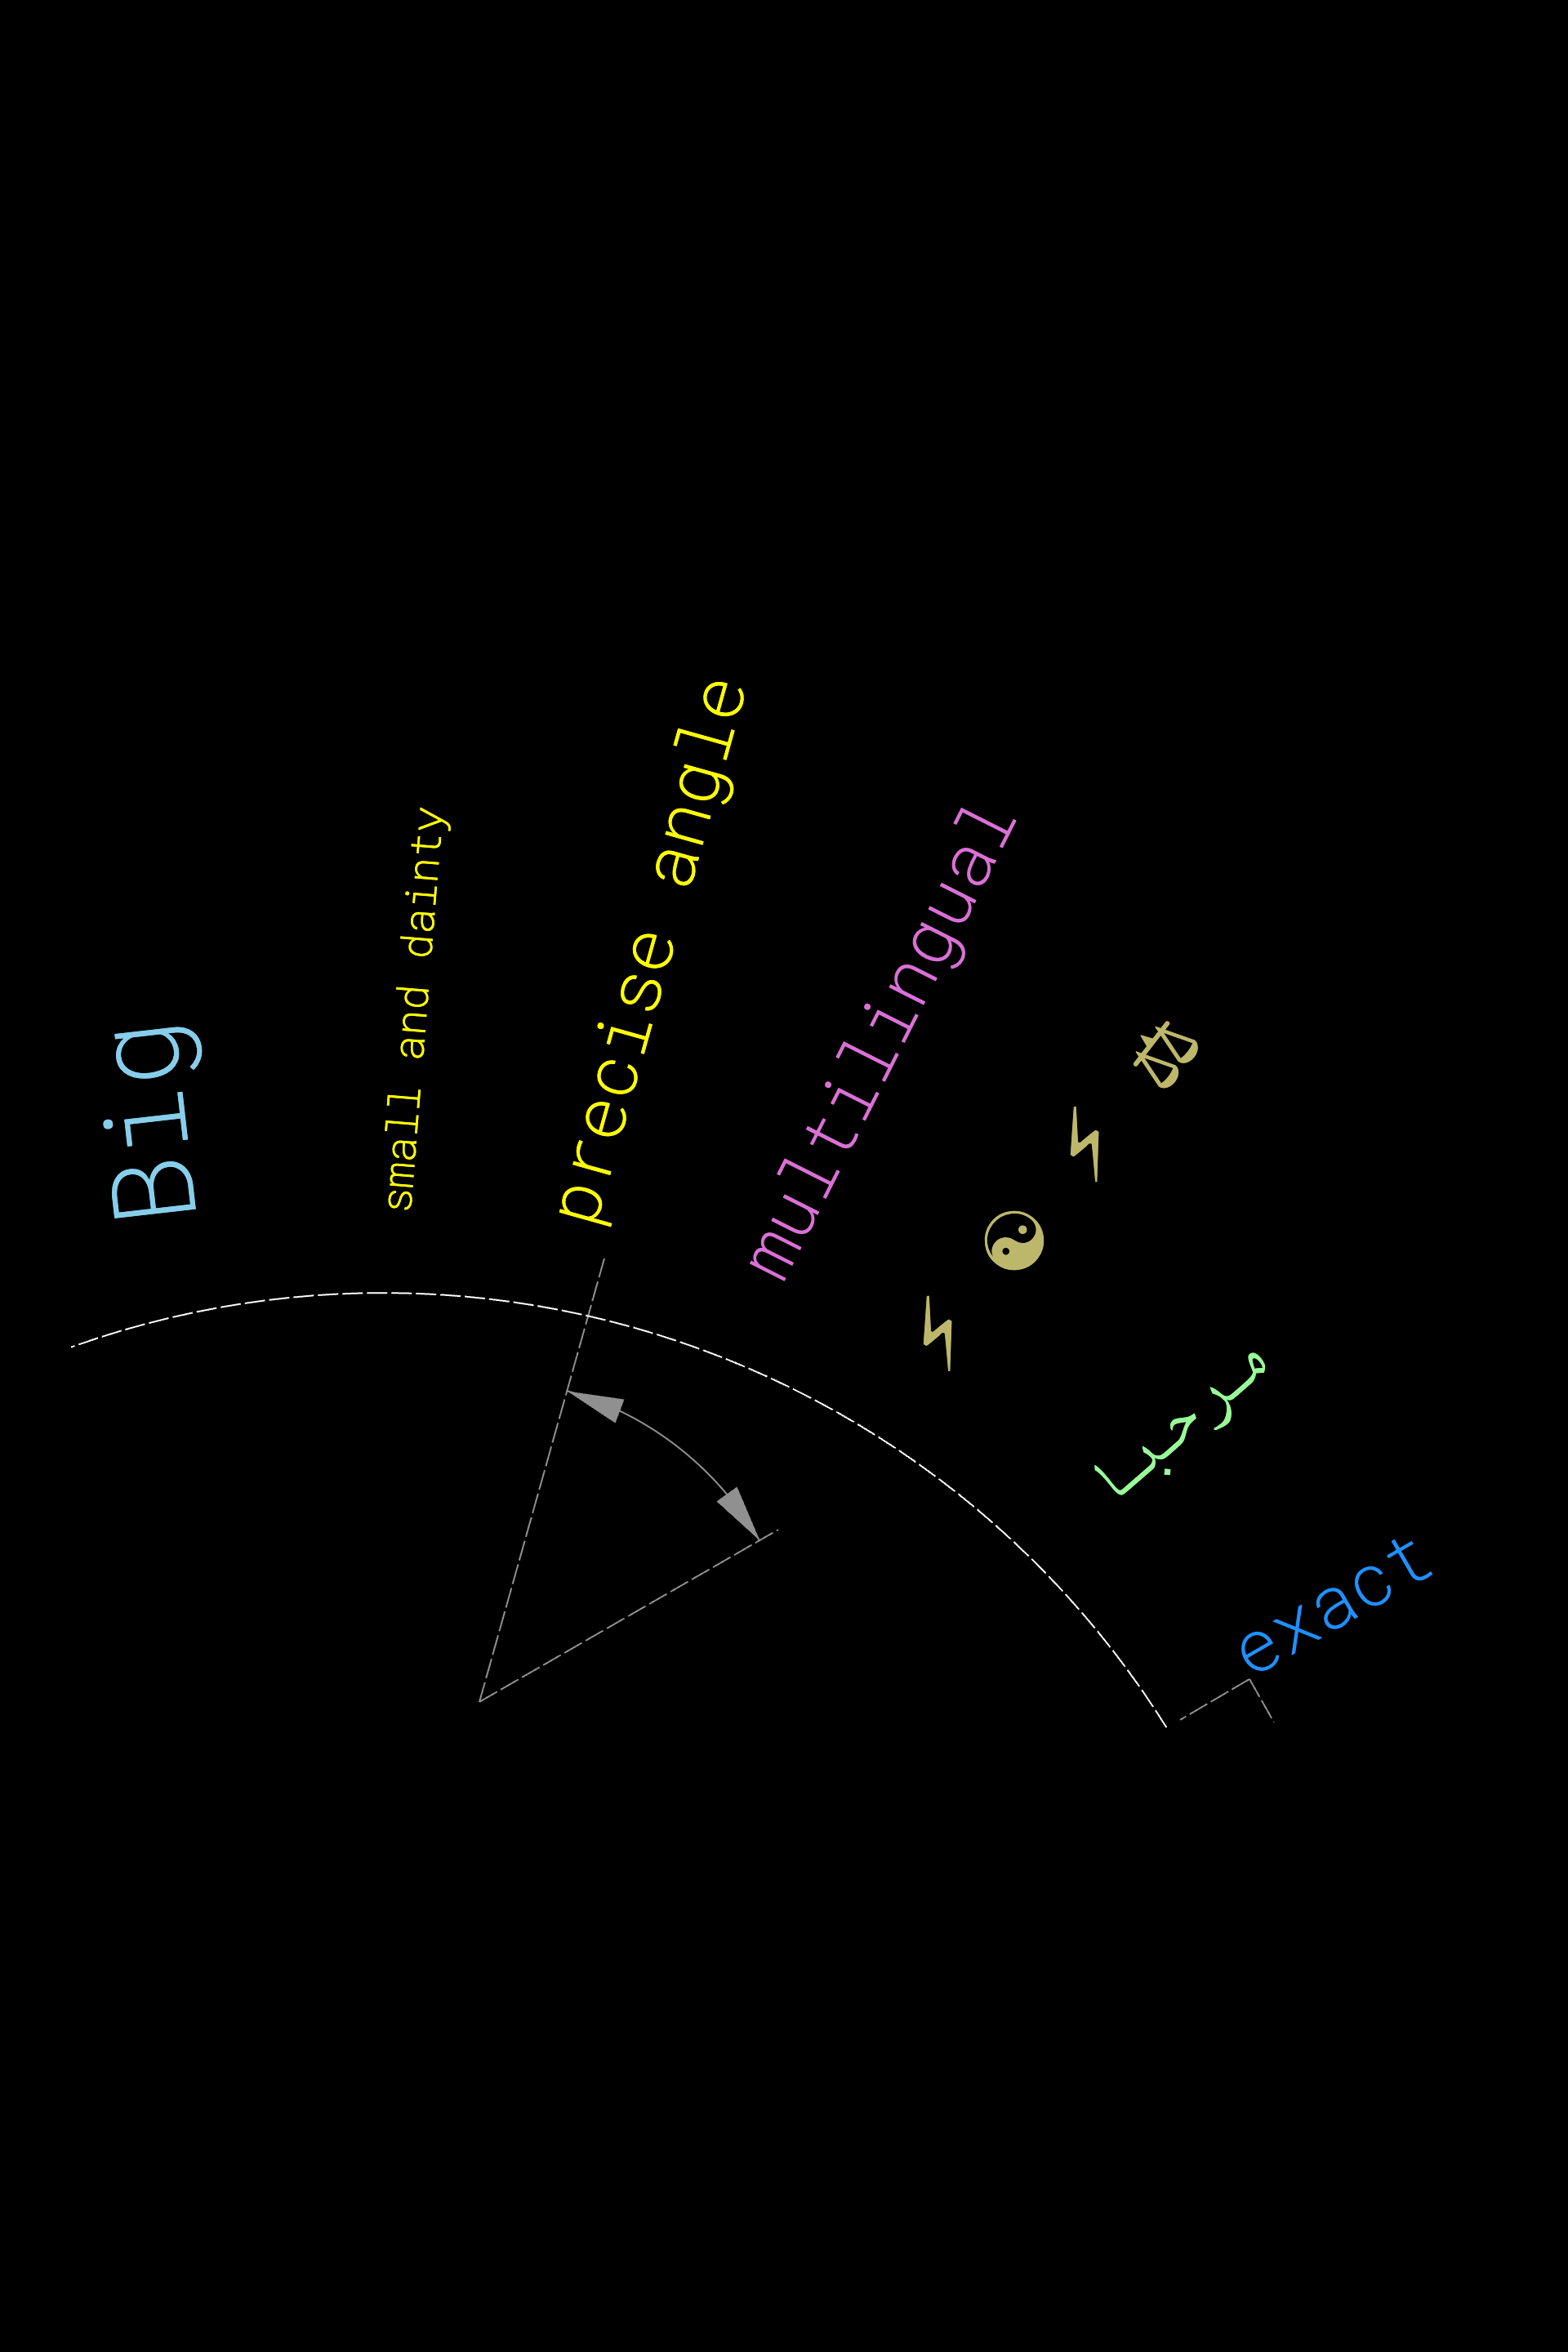 Big
small and dainty
precise angle
multilingual
⚡☯⚡⚖
مرحبا
exact